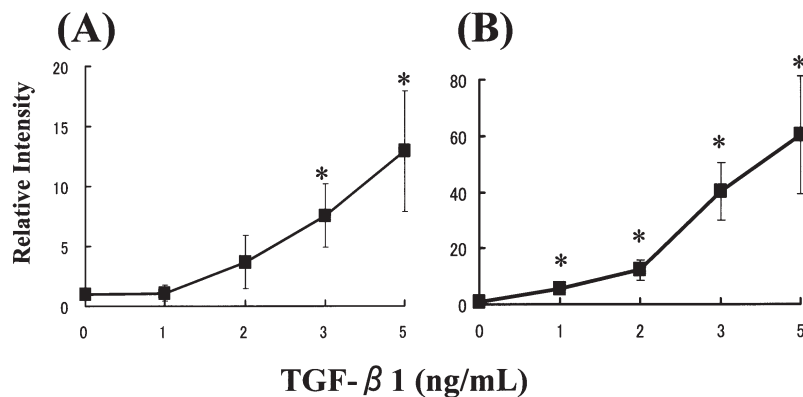 (A)
20
15
10
5
0
0 1 2 3 5
* *
Relative Intensity
(B)
80
60
40
20
0
0 1 2 3 5
* * * *
TGF-β1 (ng/mL)